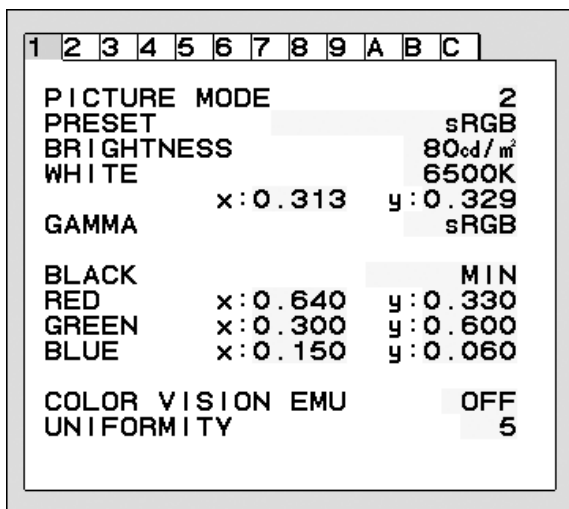 1 2 3 4 5 6 7 8 9 A B C
PICTURE MODE 2
PRESET sRGB
BRIGHTNESS 80cd/㎡
WHITE 6500K
x:0.313 y:0.329
GAMMA sRGB
BLACK MIN
RED x:0.640 y:0.330
GREEN x:0.300 y:0.600
BLUE x:0.150 y:0.060
COLOR VISION EMU OFF
UNIFORMITY 5